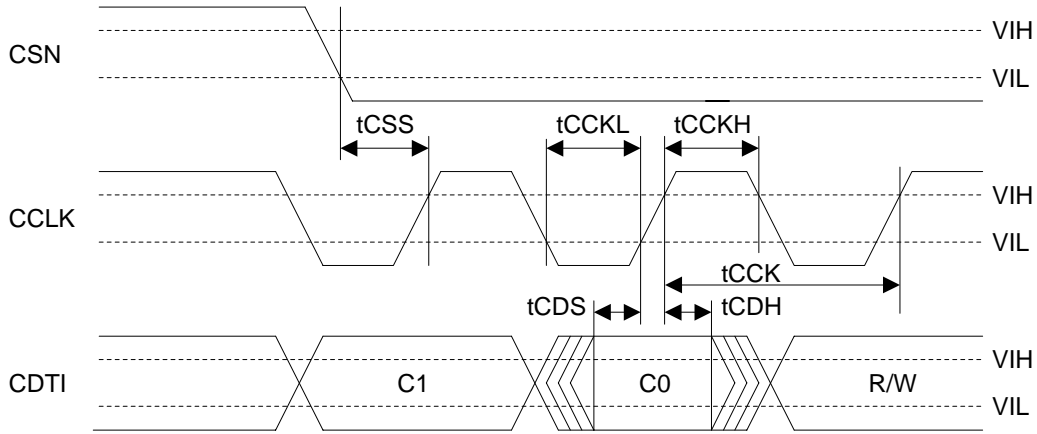 VIH
CSN
VIL
tCSS
tCCKL
tCCKH
VIH
CCLK
VIL
tCCK
tCDS
tCDH
VIH
CDTI
C1
C0
R/W
VIL